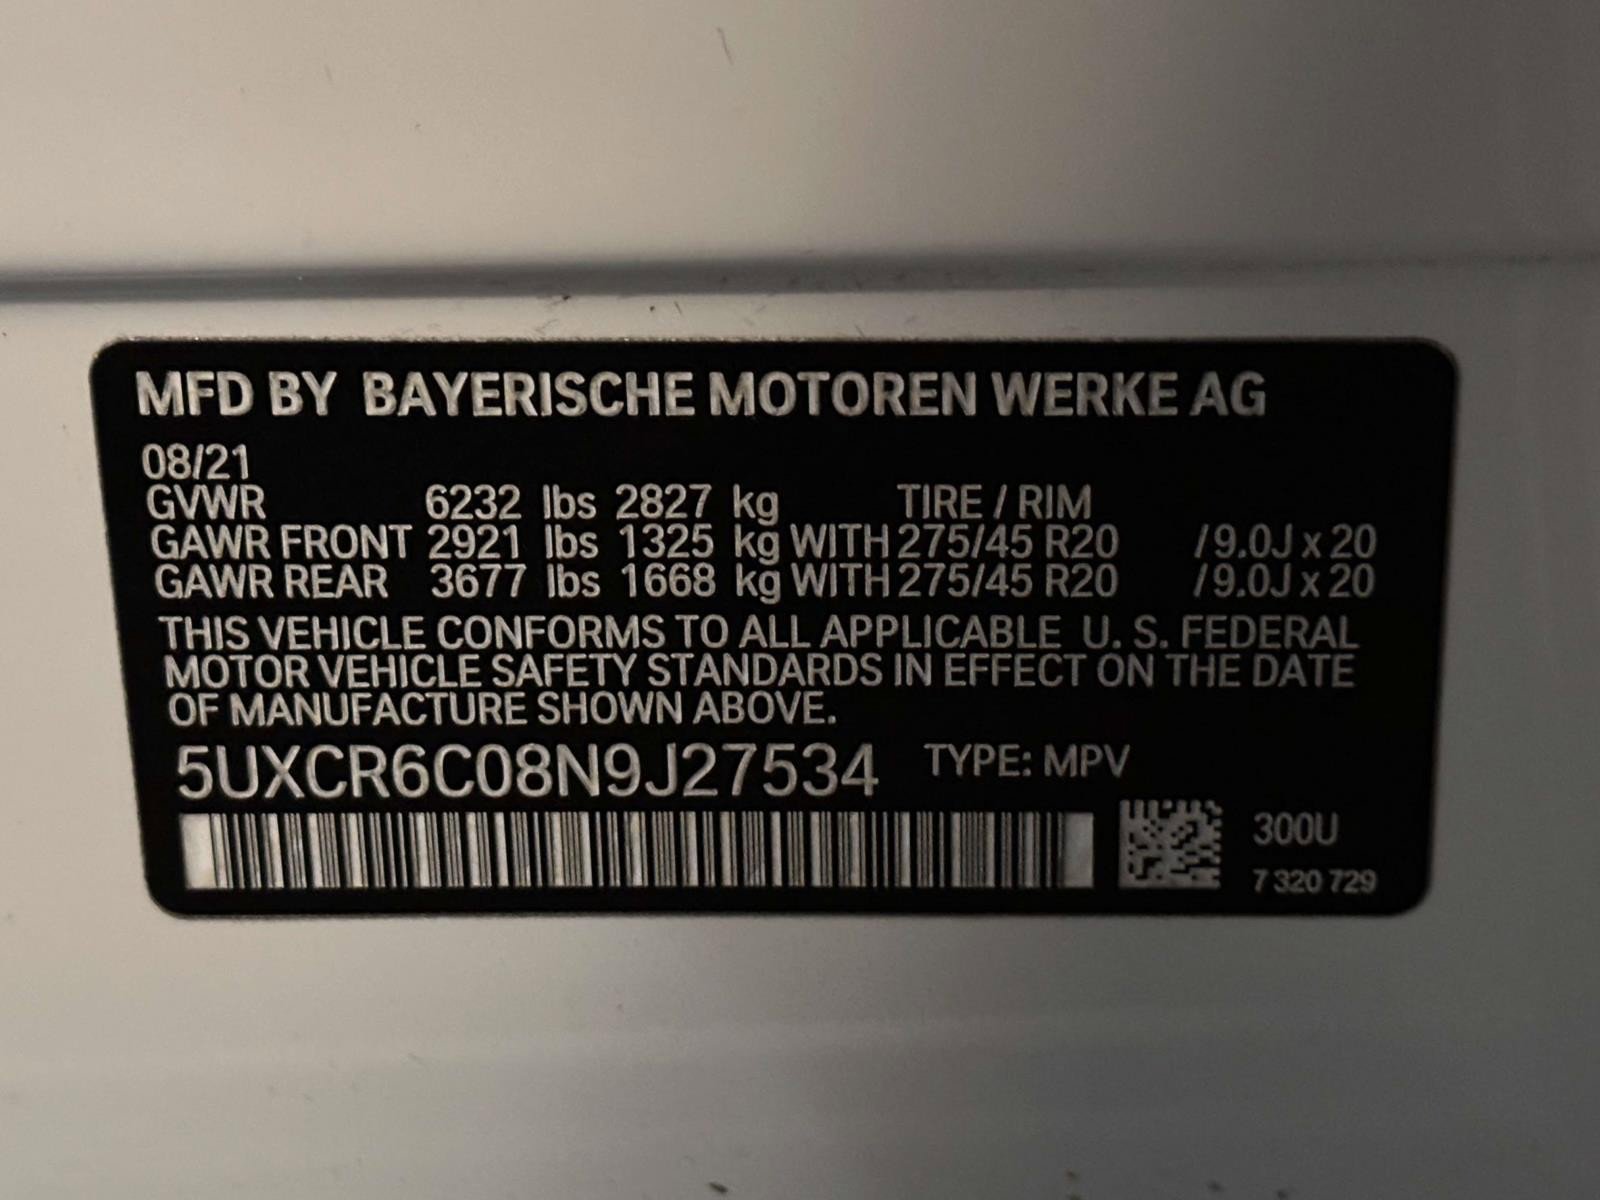 MFD BY BAYERISCHE MOTOREN WERKE AG
08/21
GVWR 6232 lbs 2827 kg TIRE / RIM
GAWR FRONT 2921 lbs 1325 kg WITH 275/45 R20 /9.0J x 20
GAWR REAR 3677 lbs 1668 kg WITH 275/45 R20 /9.0J x 20
THIS VEHICLE CONFORMS TO ALL APPLICABLE U. S. FEDERAL
MOTOR VEHICLE SAFETY STANDARDS IN EFFECT ON THE DATE
OF MANUFACTURE SHOWN ABOVE.
5UXCR6C08N9J27534 TYPE: MPV
300U
7 320 729